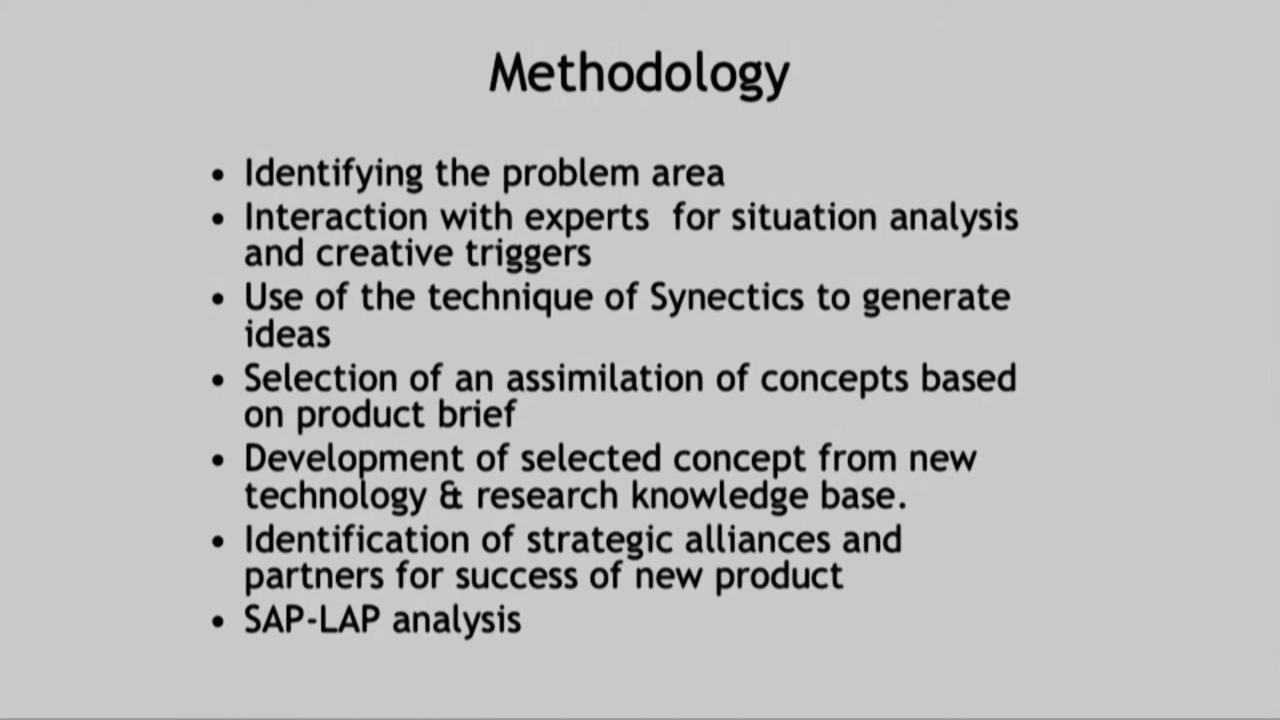 Methodology
• Identifying the problem area
• Interaction with experts  for situation analysis
and creative triggers
• Use of the technique of Synectics to generate
ideas
• Selection of an assimilation of concepts based
on product brief
• Development of selected concept from new
technology & research knowledge base.
• Identification of strategic alliances and
partners for success of new product
• SAP-LAP analysis